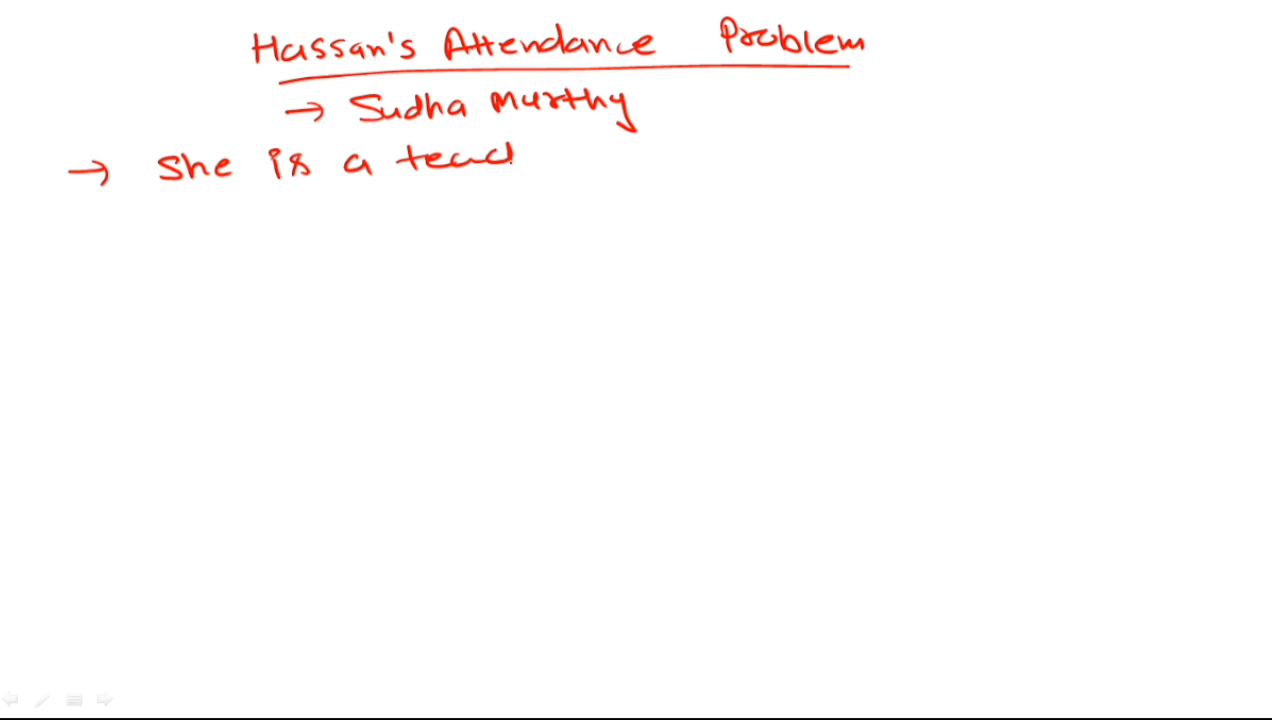 Hassan's Attendance Problem
→ Sudha Murthy
→ She is a teac